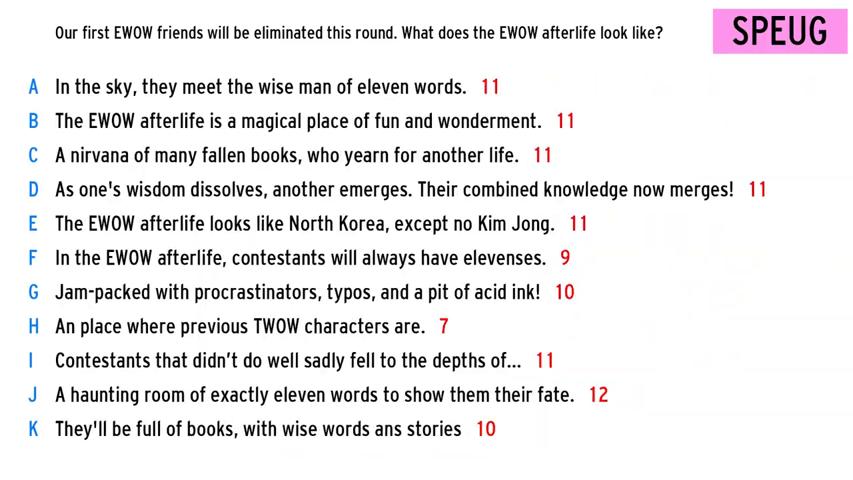 Our first EWOW friends will be eliminated this round. What does the EWOW afterlife look like?
SPEUG
A In the sky, they meet the wise man of eleven words. 11
B The EWOW afterlife is a magical place of fun and wonderment. 11
C A nirvana of many fallen books, who yearn for another life. 11
D As one's wisdom dissolves, another emerges. Their combined knowledge now merges! 11
E The EWOW afterlife looks like North Korea, except no Kim Jong. 11
F In the EWOW afterlife, contestants will always have elevenses. 9
G Jam-packed with procrastinators, typos, and a pit of acid ink! 10
H An place where previous TWOW characters are. 7
I Contestants that didn’t do well sadly fell to the depths of... 11
J A haunting room of exactly eleven words to show them their fate. 12
K They'll be full of books, with wise words ans stories 10